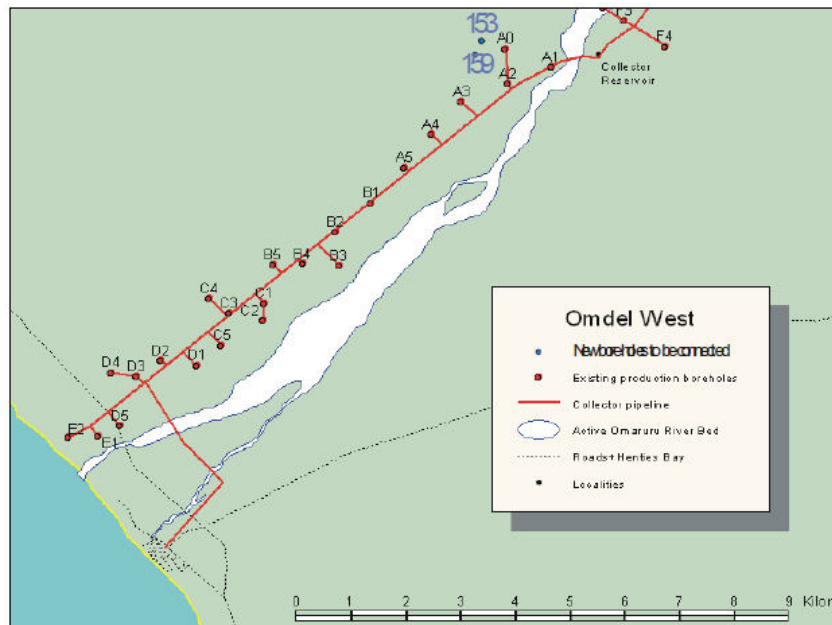 153
F3
A0
F4
159
A1
Collector
Reservoir
A2
A3
A4
A5
B1
B2
B5
B4
B3
C4
C1
C3
C2
C5
D2
D1
D4
D3
D5
E2
E1
Omdel West
New boreholes to be connected
Existing production boreholes
Collector pipeline
Active Omaruru River Bed
Roads+Henties Bay
Localities
0 1 2 3 4 5 6 7 8 9 Kilom